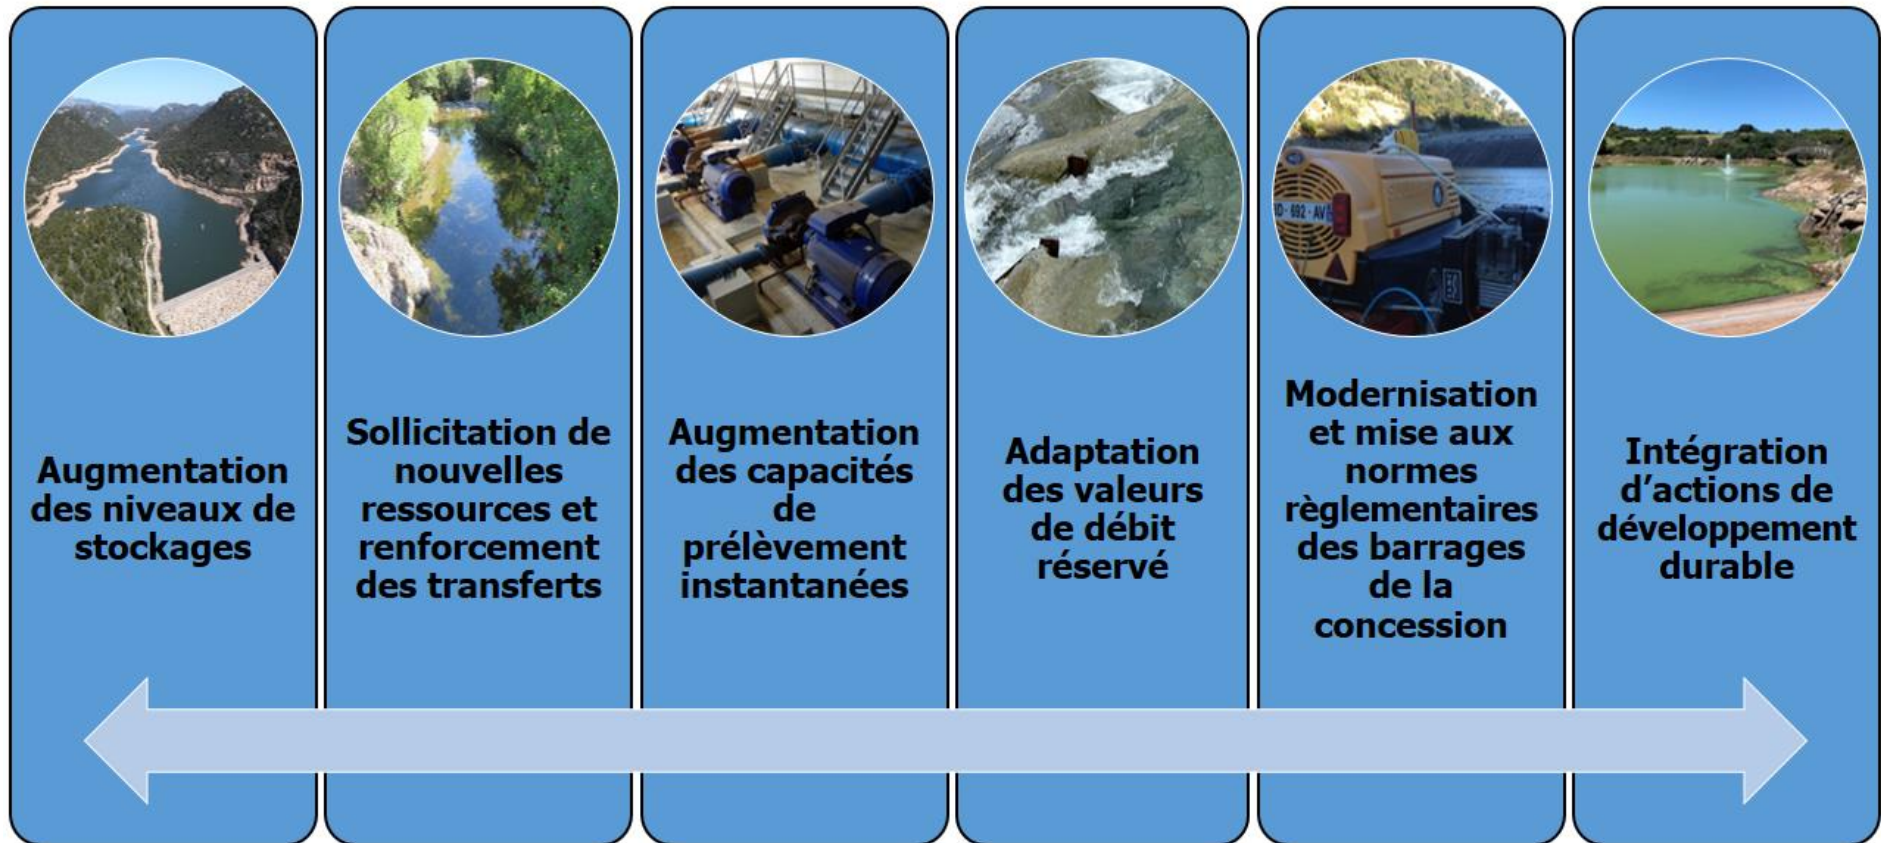 Augmentation
des niveaux de
stockages
Sollicitation de
nouvelles
ressources et
renforcement
des transferts
Augmentation
des capacités
de
prélèvement
instantanées
Adaptation
des valeurs
de débit
réservé
Modernisation
et mise aux
normes
règlementaires
des barrages
de la
concession
Intégration
d’actions de
développement
durable